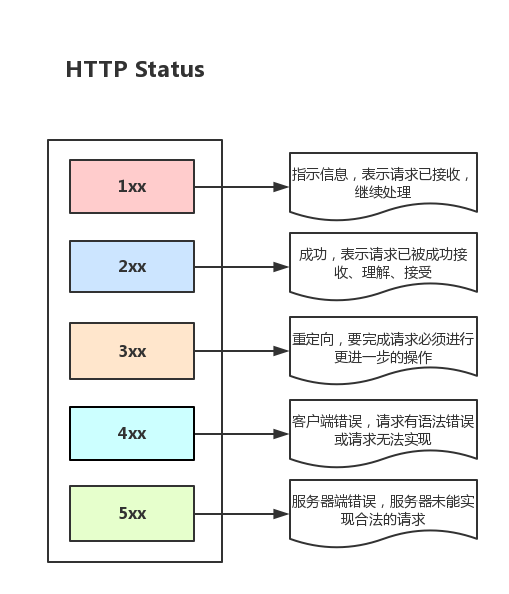 HTTP Status
1xx
指示信息，表示请求已接收，
继续处理
2xx
成功，表示请求已被成功接
收、理解、接受
3xx
重定向，要完成请求必须进行
更进一步的操作
4xx
客户端错误，请求有语法错误
或请求无法实现
5xx
服务器端错误，服务器未能实
现合法的请求